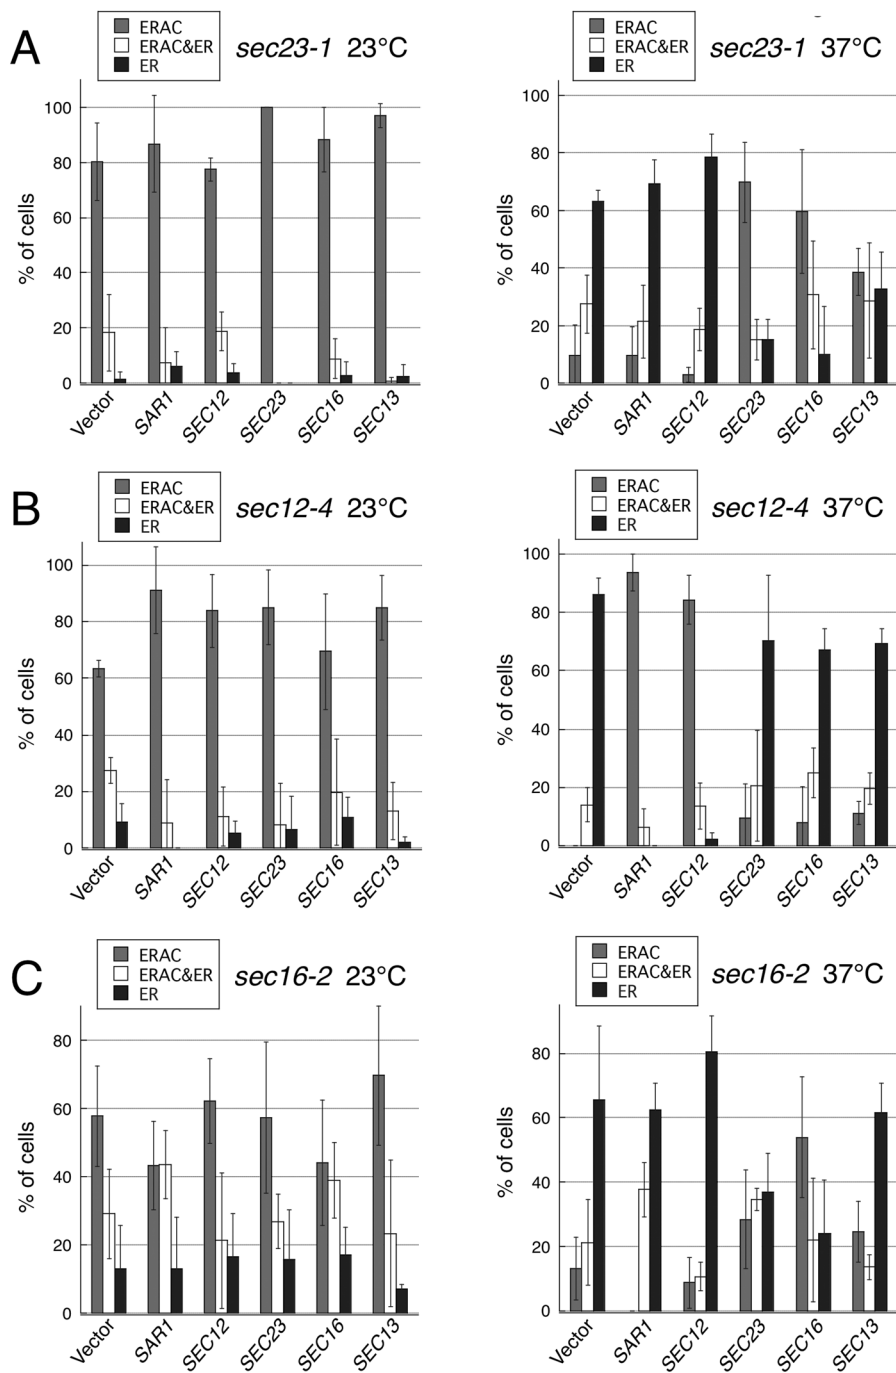 A
ERAC
ERAC&ER
ER
sec23-1 23°C
% of cells
100
80
60
40
20
0
Vector
SAR1
SEC12
SEC23
SEC16
SEC13
ERAC
ERAC&ER
ER
sec23-1 37°C
% of cells
100
80
60
40
20
0
Vector
SAR1
SEC12
SEC23
SEC16
SEC13
B
ERAC
ERAC&ER
ER
sec12-4 23°C
% of cells
100
80
60
40
20
0
Vector
SAR1
SEC12
SEC23
SEC16
SEC13
ERAC
ERAC&ER
ER
sec12-4 37°C
% of cells
100
80
60
40
20
0
Vector
SAR1
SEC12
SEC23
SEC16
SEC13
C
ERAC
ERAC&ER
ER
sec16-2 23°C
% of cells
80
60
40
20
0
Vector
SAR1
SEC12
SEC23
SEC16
SEC13
ERAC
ERAC&ER
ER
sec16-2 37°C
% of cells
80
60
40
20
0
Vector
SAR1
SEC12
SEC23
SEC16
SEC13